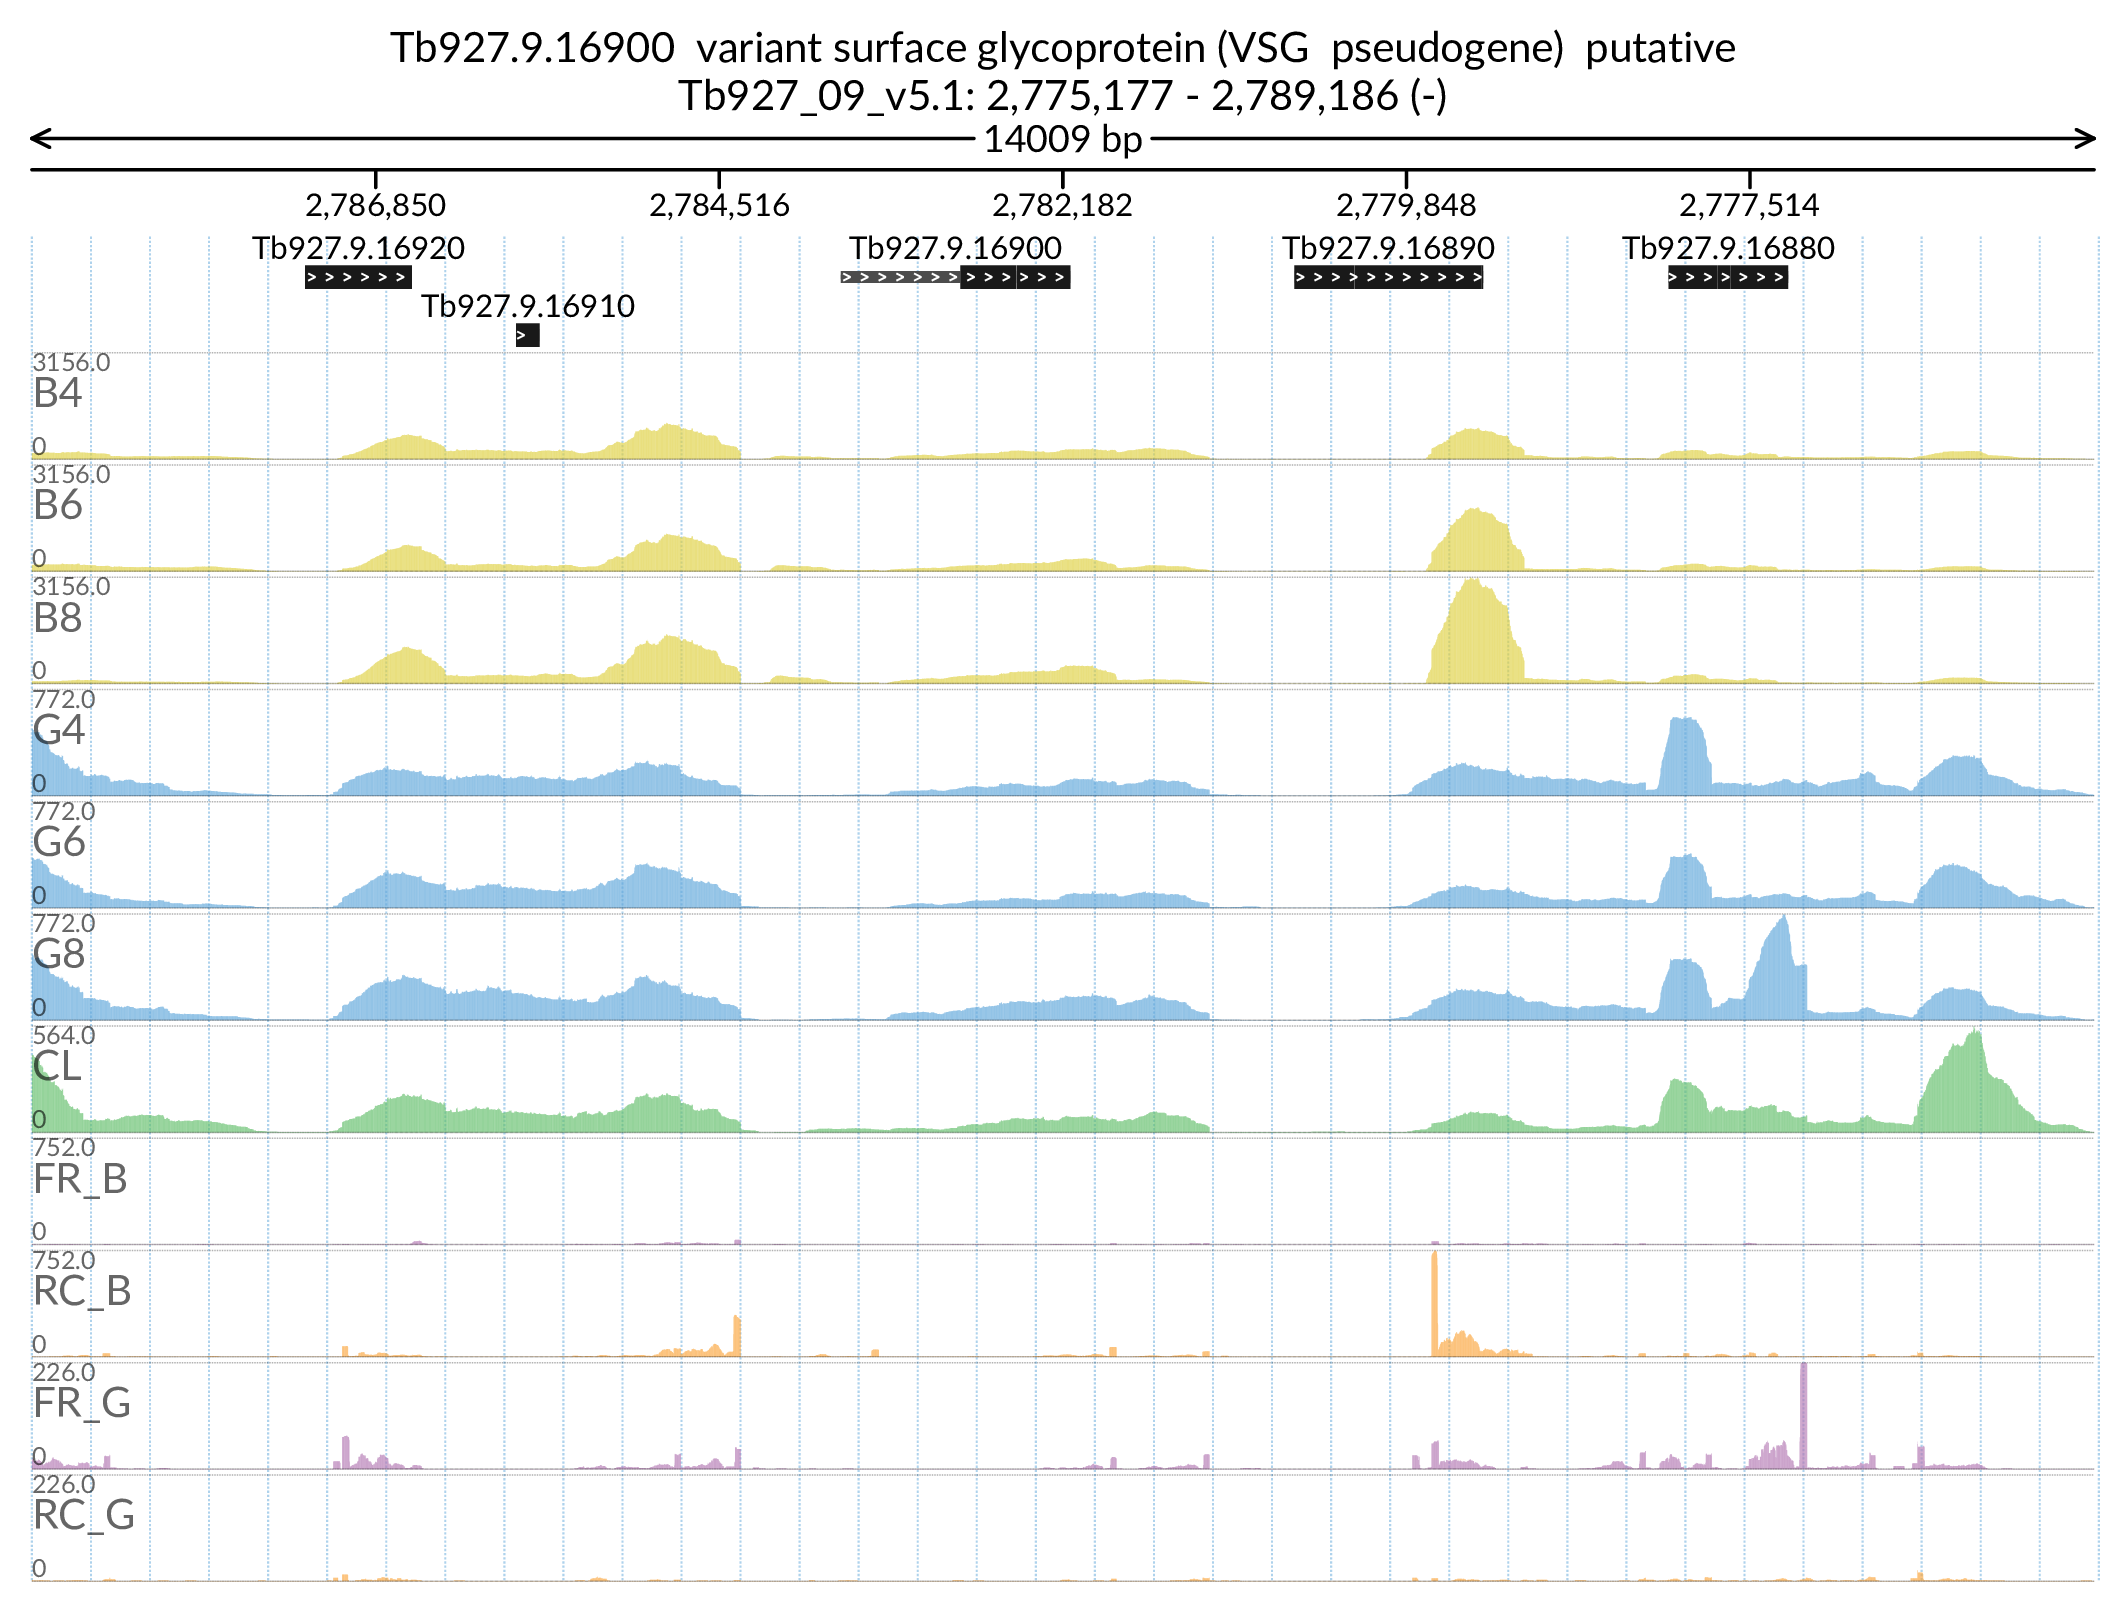 Tb927.9.16900 variant surface glycoprotein (VSG pseudogene) putative
Tb927_09_v5.1: 2,775,177 - 2,789,186 (-)
14009 bp
2,786,850 2,784,516 2,782,182 2,779,848 2,777,514
Tb927.9.16920 Tb927.9.16900 Tb927.9.16890 Tb927.9.16880
Tb927.9.16910
3156.0
B4
0
3156.0
B6
0
3156.0
B8
0
772.0
G4
0
772.0
G6
0
772.0
G8
0
564.0
CL
0
752.0
FR_B
0
752.0
RC_B
0
226.0
FR_G
0
226.0
RC_G
0